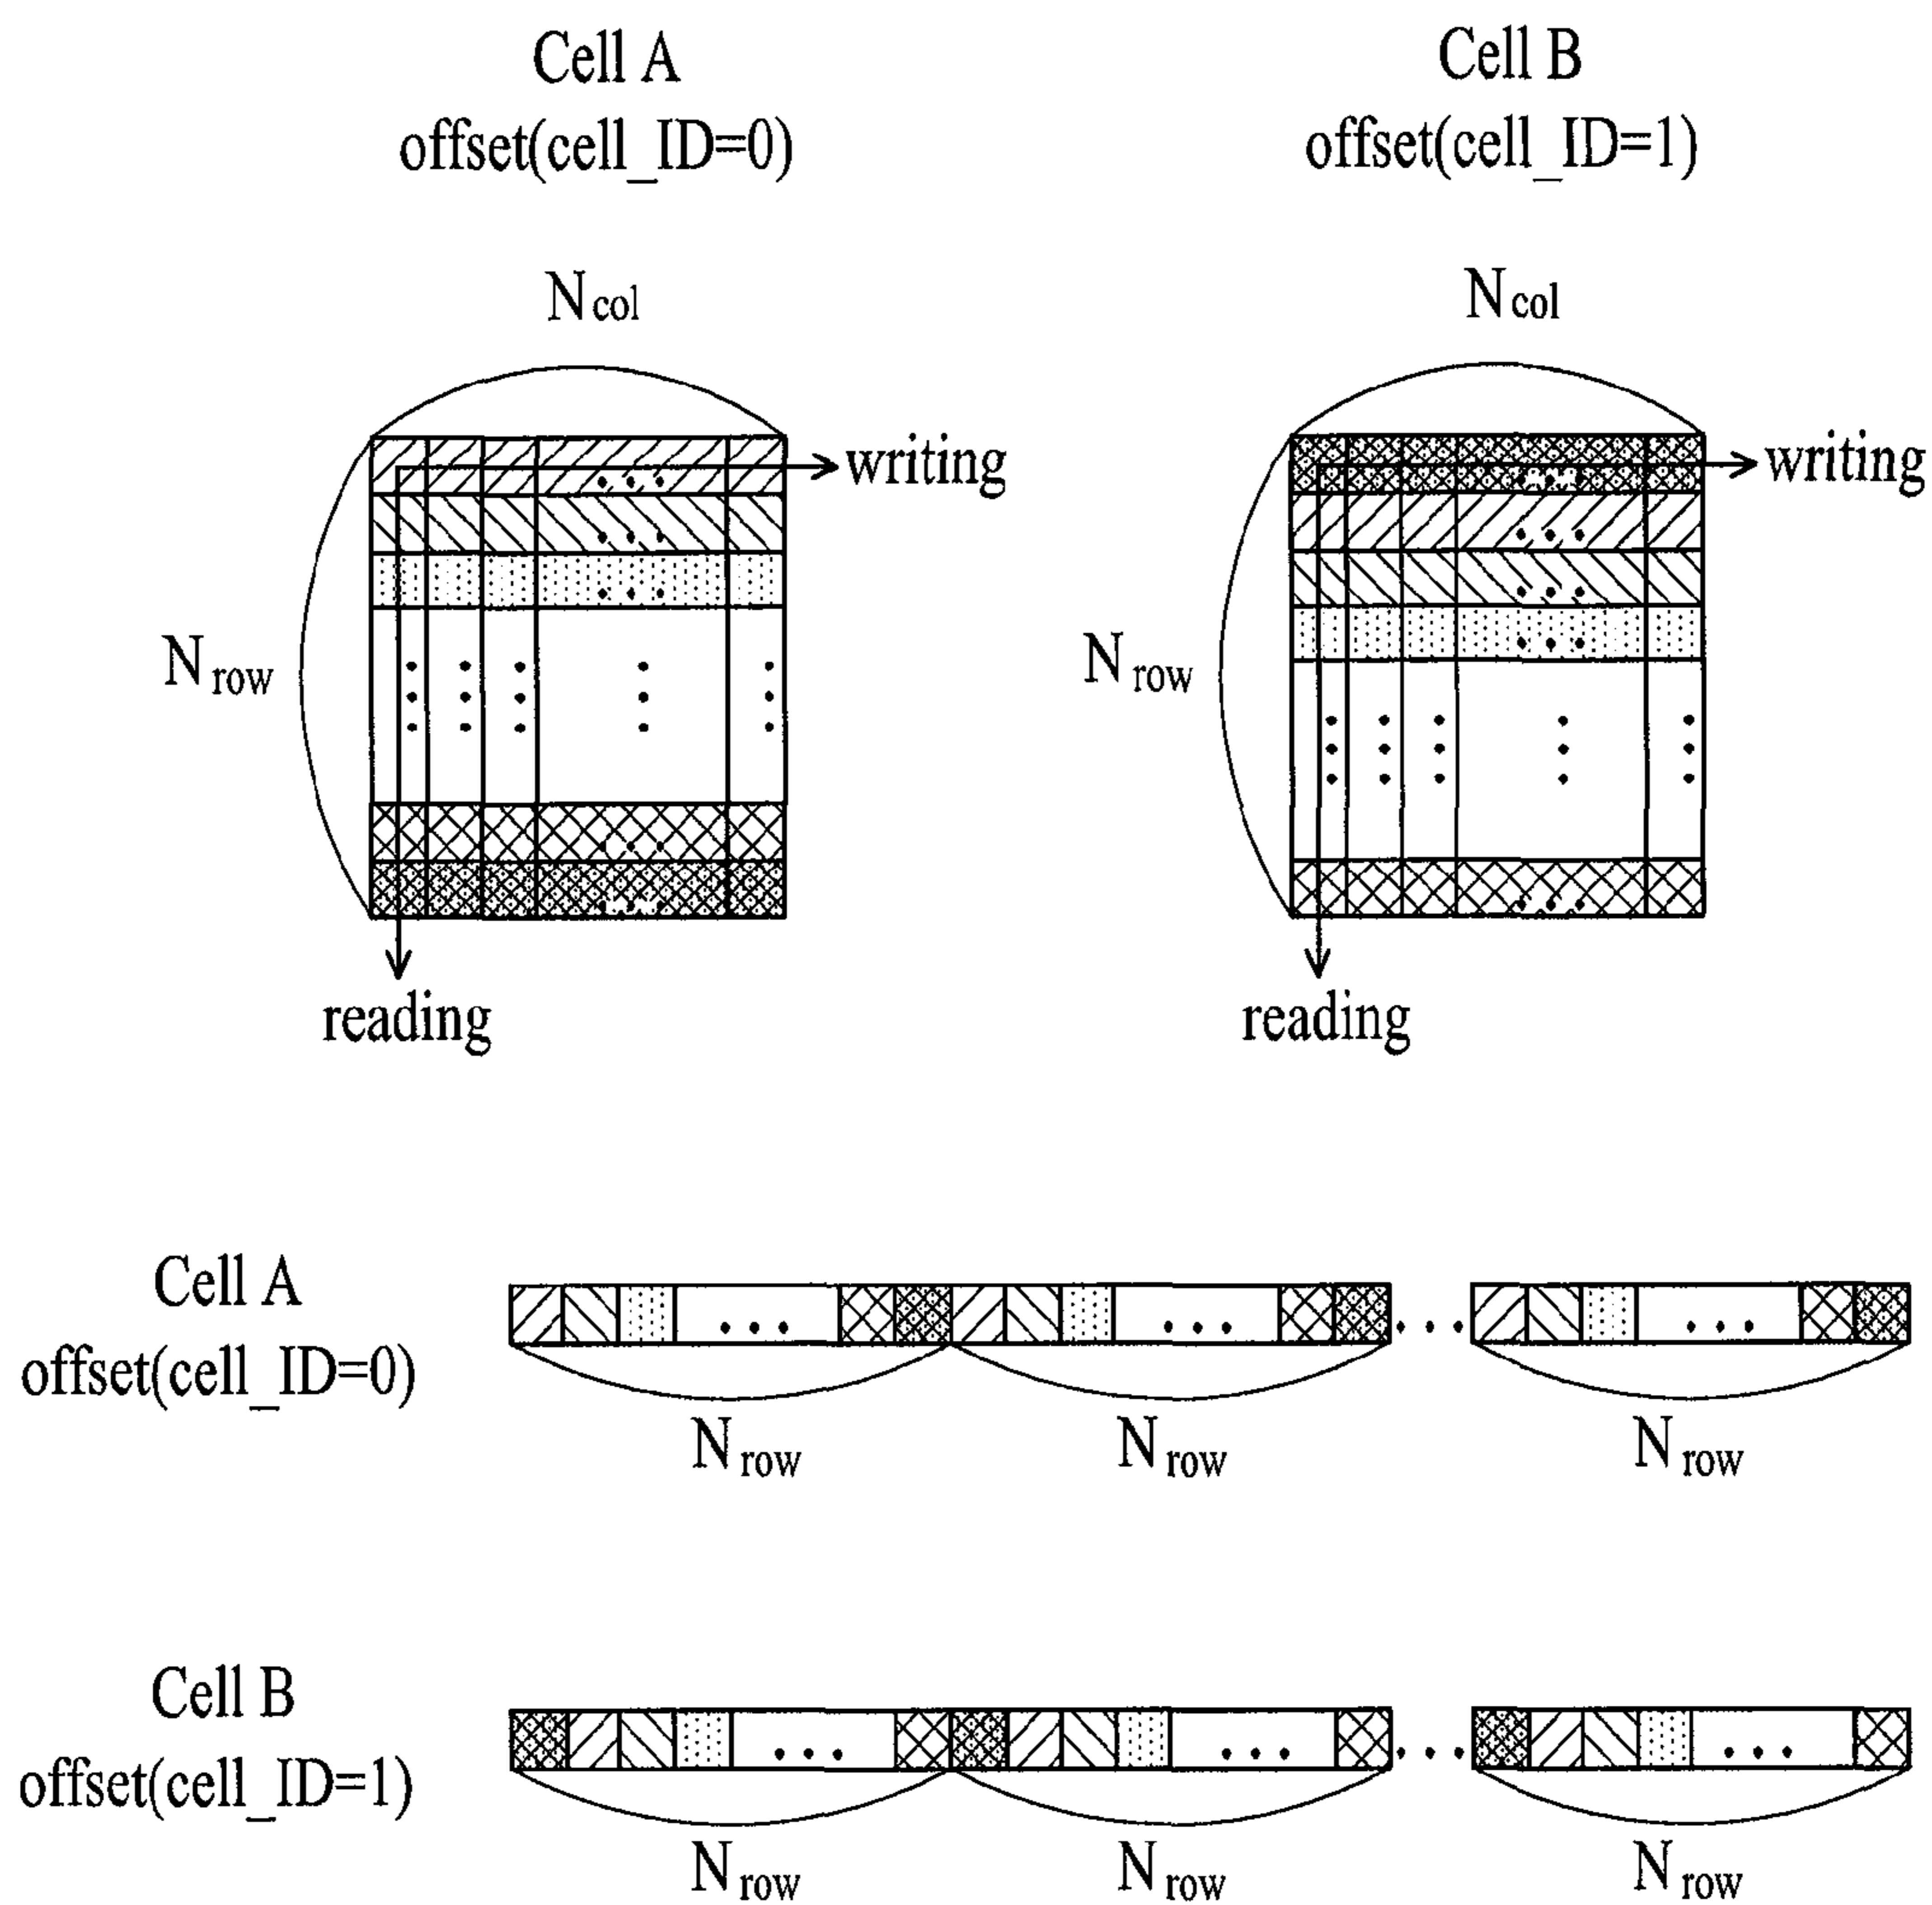 Cell A
offset(cell_ID=0)
Cell B
offset(cell_ID=1)
Ncol
Ncol
writing
writing
Nrow
Nrow
reading
reading
Cell A
offset(cell_ID=0)
Nrow
Nrow
Nrow
Cell B
offset(cell_ID=1)
Nrow
Nrow
Nrow